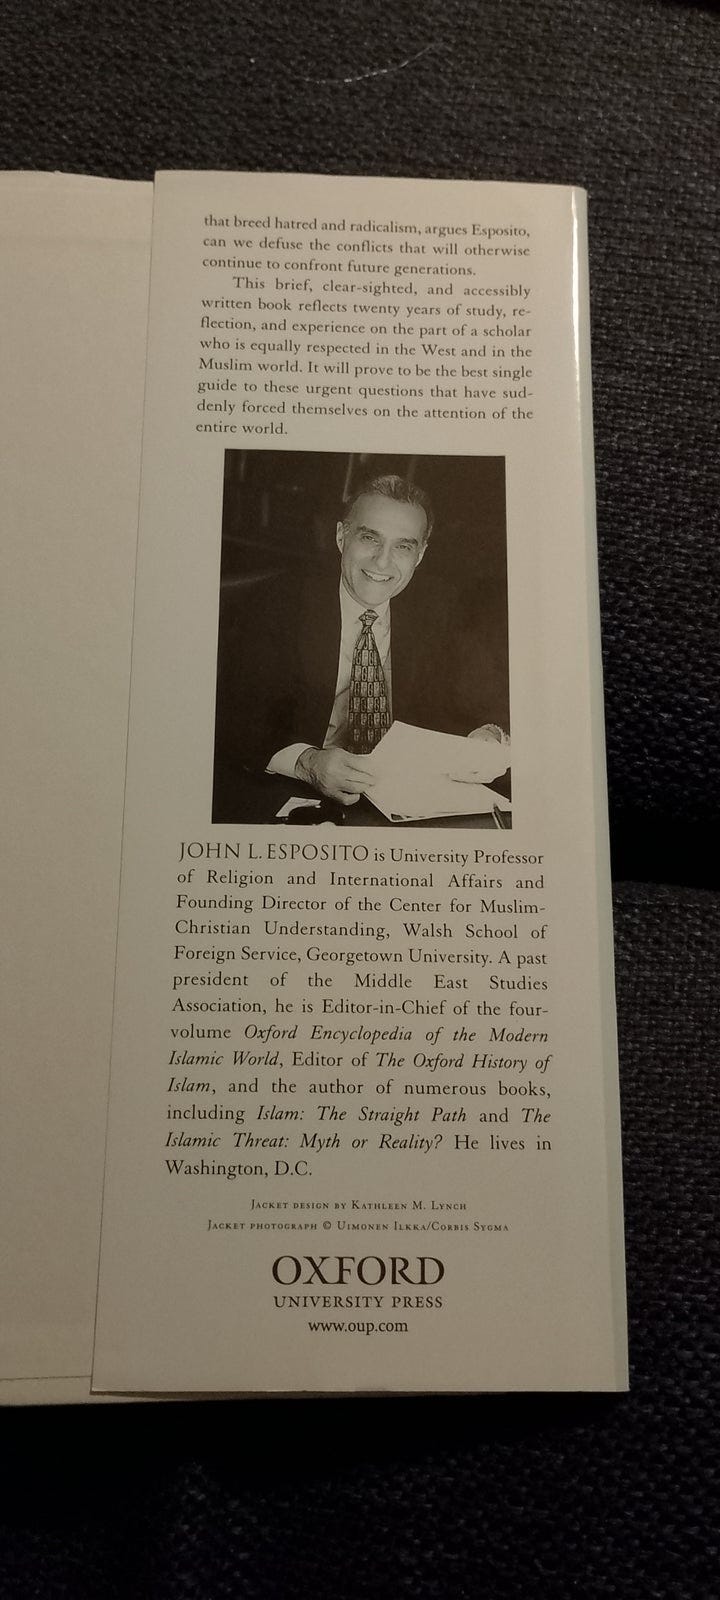 that breed hatred and radicalism, argues Esposito,
can we defuse the conflicts that will otherwise
continue to confront future generations.
This brief, clear-sighted, and accessibly
written book reflects twenty years of study, re-
flection, and experience on the part of a scholar
who is equally respected in the West and in the
Muslim world. It will prove to be the best single
guide to these urgent questions that have sud-
denly forced themselves on the attention of the
entire world.
JOHN L. ESPOSITO is University Professor
of Religion and International Affairs and
Founding Director of the Center for Muslim-
Christian Understanding, Walsh School of
Foreign Service, Georgetown University. A past
president of the Middle East Studies
Association, he is Editor-in-Chief of the four-
volume Oxford Encyclopedia of the Modern
Islamic World, Editor of The Oxford History of
Islam, and the author of numerous books,
including Islam: The Straight Path and The
Islamic Threat: Myth or Reality? He lives in
Washington, D.C.
Jacket design by Kathleen M. Lynch
Jacket photograph © Uimonen Ilkka/Corbis Sygma
OXFORD
UNIVERSITY PRESS
www.oup.com